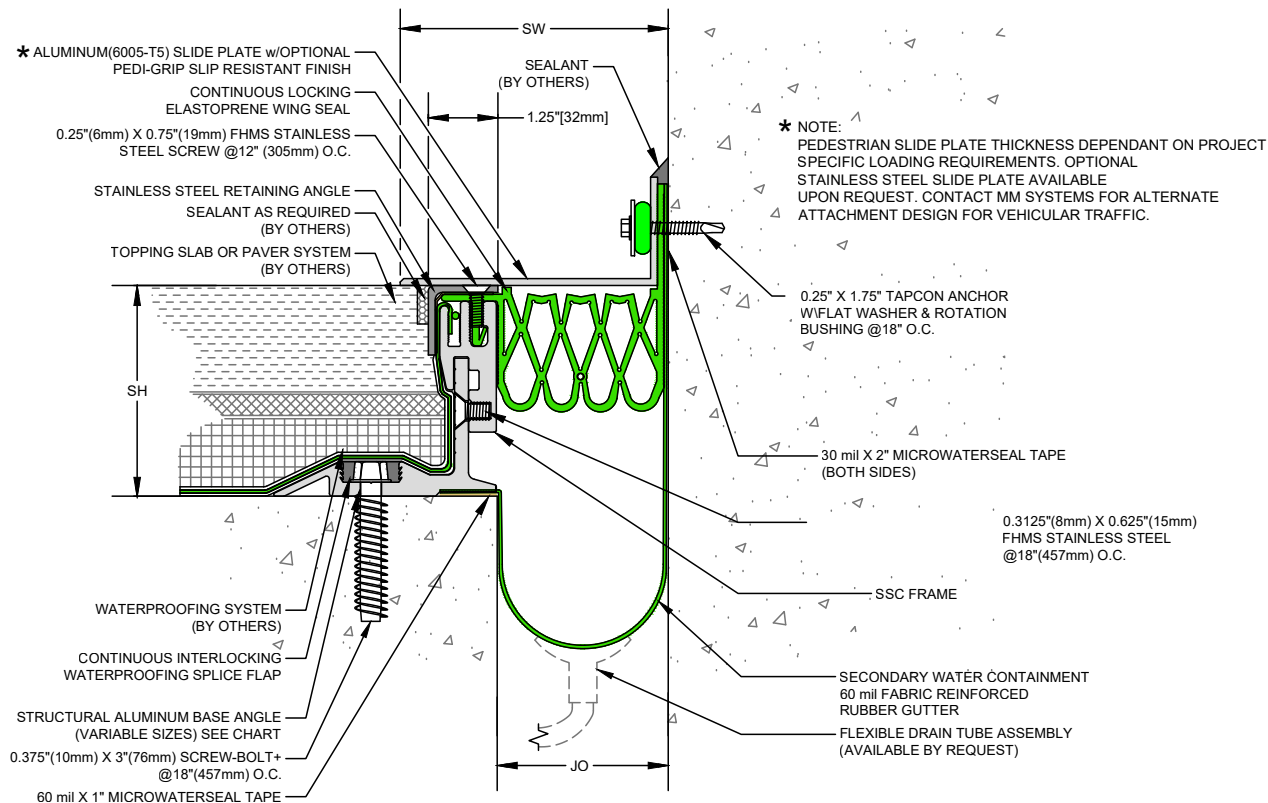 SW
* ALUMINUM(6005-T5) SLIDE PLATE w/OPTIONAL
PEDI-GRIP SLIP RESISTANT FINISH
CONTINUOUS LOCKING
ELASTOPRENE WING SEAL
0.25"(6mm) X 0.75"(19mm) FHMS STAINLESS
STEEL SCREW @12" (305mm) O.C.
STAINLESS STEEL RETAINING ANGLE
SEALANT AS REQUIRED
(BY OTHERS)
TOPPING SLAB OR PAVER SYSTEM
(BY OTHERS)
SEALANT
(BY OTHERS)
1.25"[32mm]
* NOTE:
PEDESTRIAN SLIDE PLATE THICKNESS DEPENDANT ON PROJECT
SPECIFIC LOADING REQUIREMENTS. OPTIONAL
STAINLESS STEEL SLIDE PLATE AVAILABLE
UPON REQUEST. CONTACT MM SYSTEMS FOR ALTERNATE
ATTACHMENT DESIGN FOR VEHICULAR TRAFFIC.
0.25" X 1.75" TAPCON ANCHOR
W\FLAT WASHER & ROTATION
BUSHING @18" O.C.
SH
30 mil X 2" MICROWATERSEAL TAPE
(BOTH SIDES)
0.3125"(8mm) X 0.625"(15mm)
FHMS STAINLESS STEEL
@18"(457mm) O.C.
SSC FRAME
WATERPROOFING SYSTEM
(BY OTHERS)
CONTINUOUS INTERLOCKING
WATERPROOFING SPLICE FLAP
STRUCTURAL ALUMINUM BASE ANGLE
(VARIABLE SIZES) SEE CHART
0.375"(10mm) X 3"(76mm) SCREW-BOLT+
@18"(457mm) O.C.
60 mil X 1" MICROWATERSEAL TAPE
SECONDARY WATER CONTAINMENT
60 mil FABRIC REINFORCED
RUBBER GUTTER
FLEXIBLE DRAIN TUBE ASSEMBLY
(AVAILABLE BY REQUEST)
JO